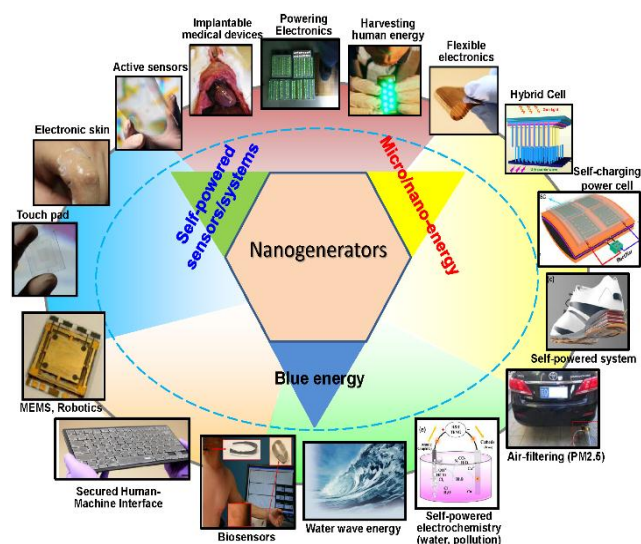 Implantable
medical devices
Powering
Electronics
Harvesting
human energy
Flexible
electronics
Active sensors
Hybrid Cell
Electronic skin
Self-charging
power cell
Touch pad
Self-powered
sensors/systems
Micro/nano-energy
Nanogenerators
Blue energy
Self-powered system
MEMS, Robotics
Air-filtering (PM2.5)
Secured Human-
Machine Interface
Biosensors
Water wave energy
Self-powered
electrochemistry
(water, pollution)